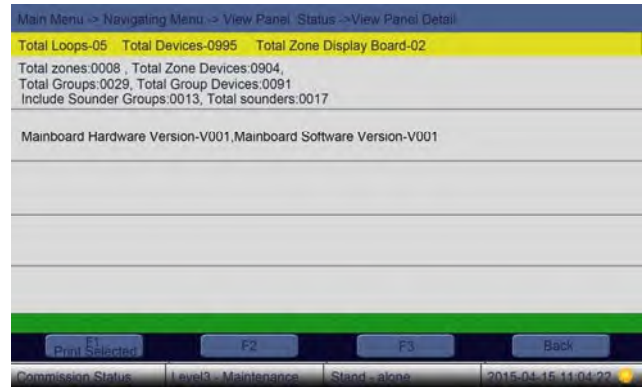 Main Menu -> Navigating Menu -> View Panel Status ->View Panel Detail
Total Loops-05 Total Devices-0995 Total Zone Display Board-02
Total zones:0008 , Total Zone Devices:0904,
Total Groups:0029, Total Group Devices:0091
Include Sounder Groups:0013, Total sounders:0017
Mainboard Hardware Version-V001,Mainboard Software Version-V001
F1 F2 F3 Back
Print Selected
Commission Status Level3 - Maintenance Stand - alone 2015-04-15 11:04:22